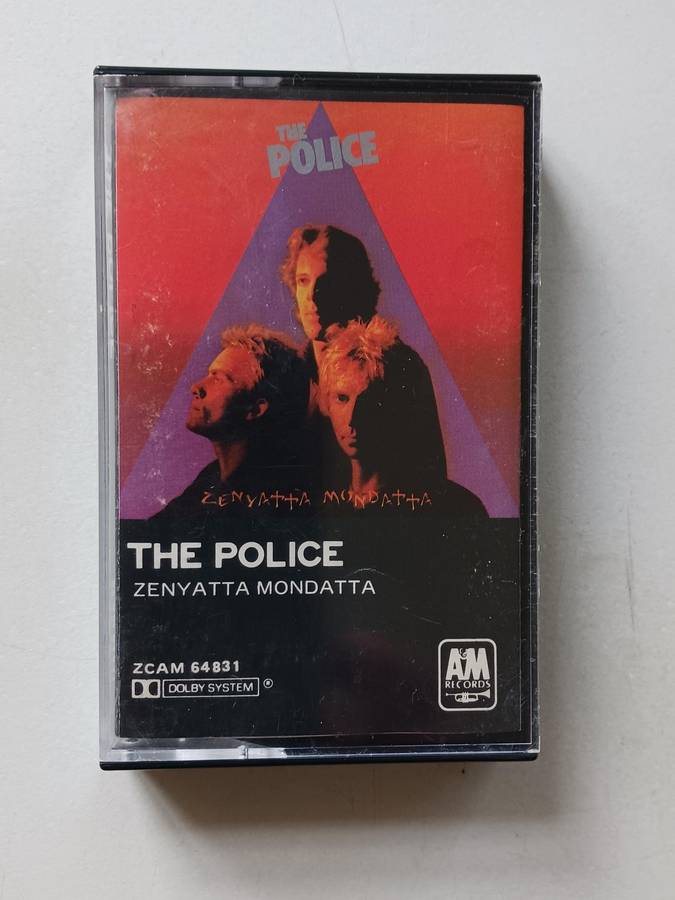 THE
POLICE
ZENYATTA MONDATTA
THE POLICE
ZENYATTA MONDATTA
ZCAM 64831
DOLBY SYSTEM ®
A&M
RECORDS